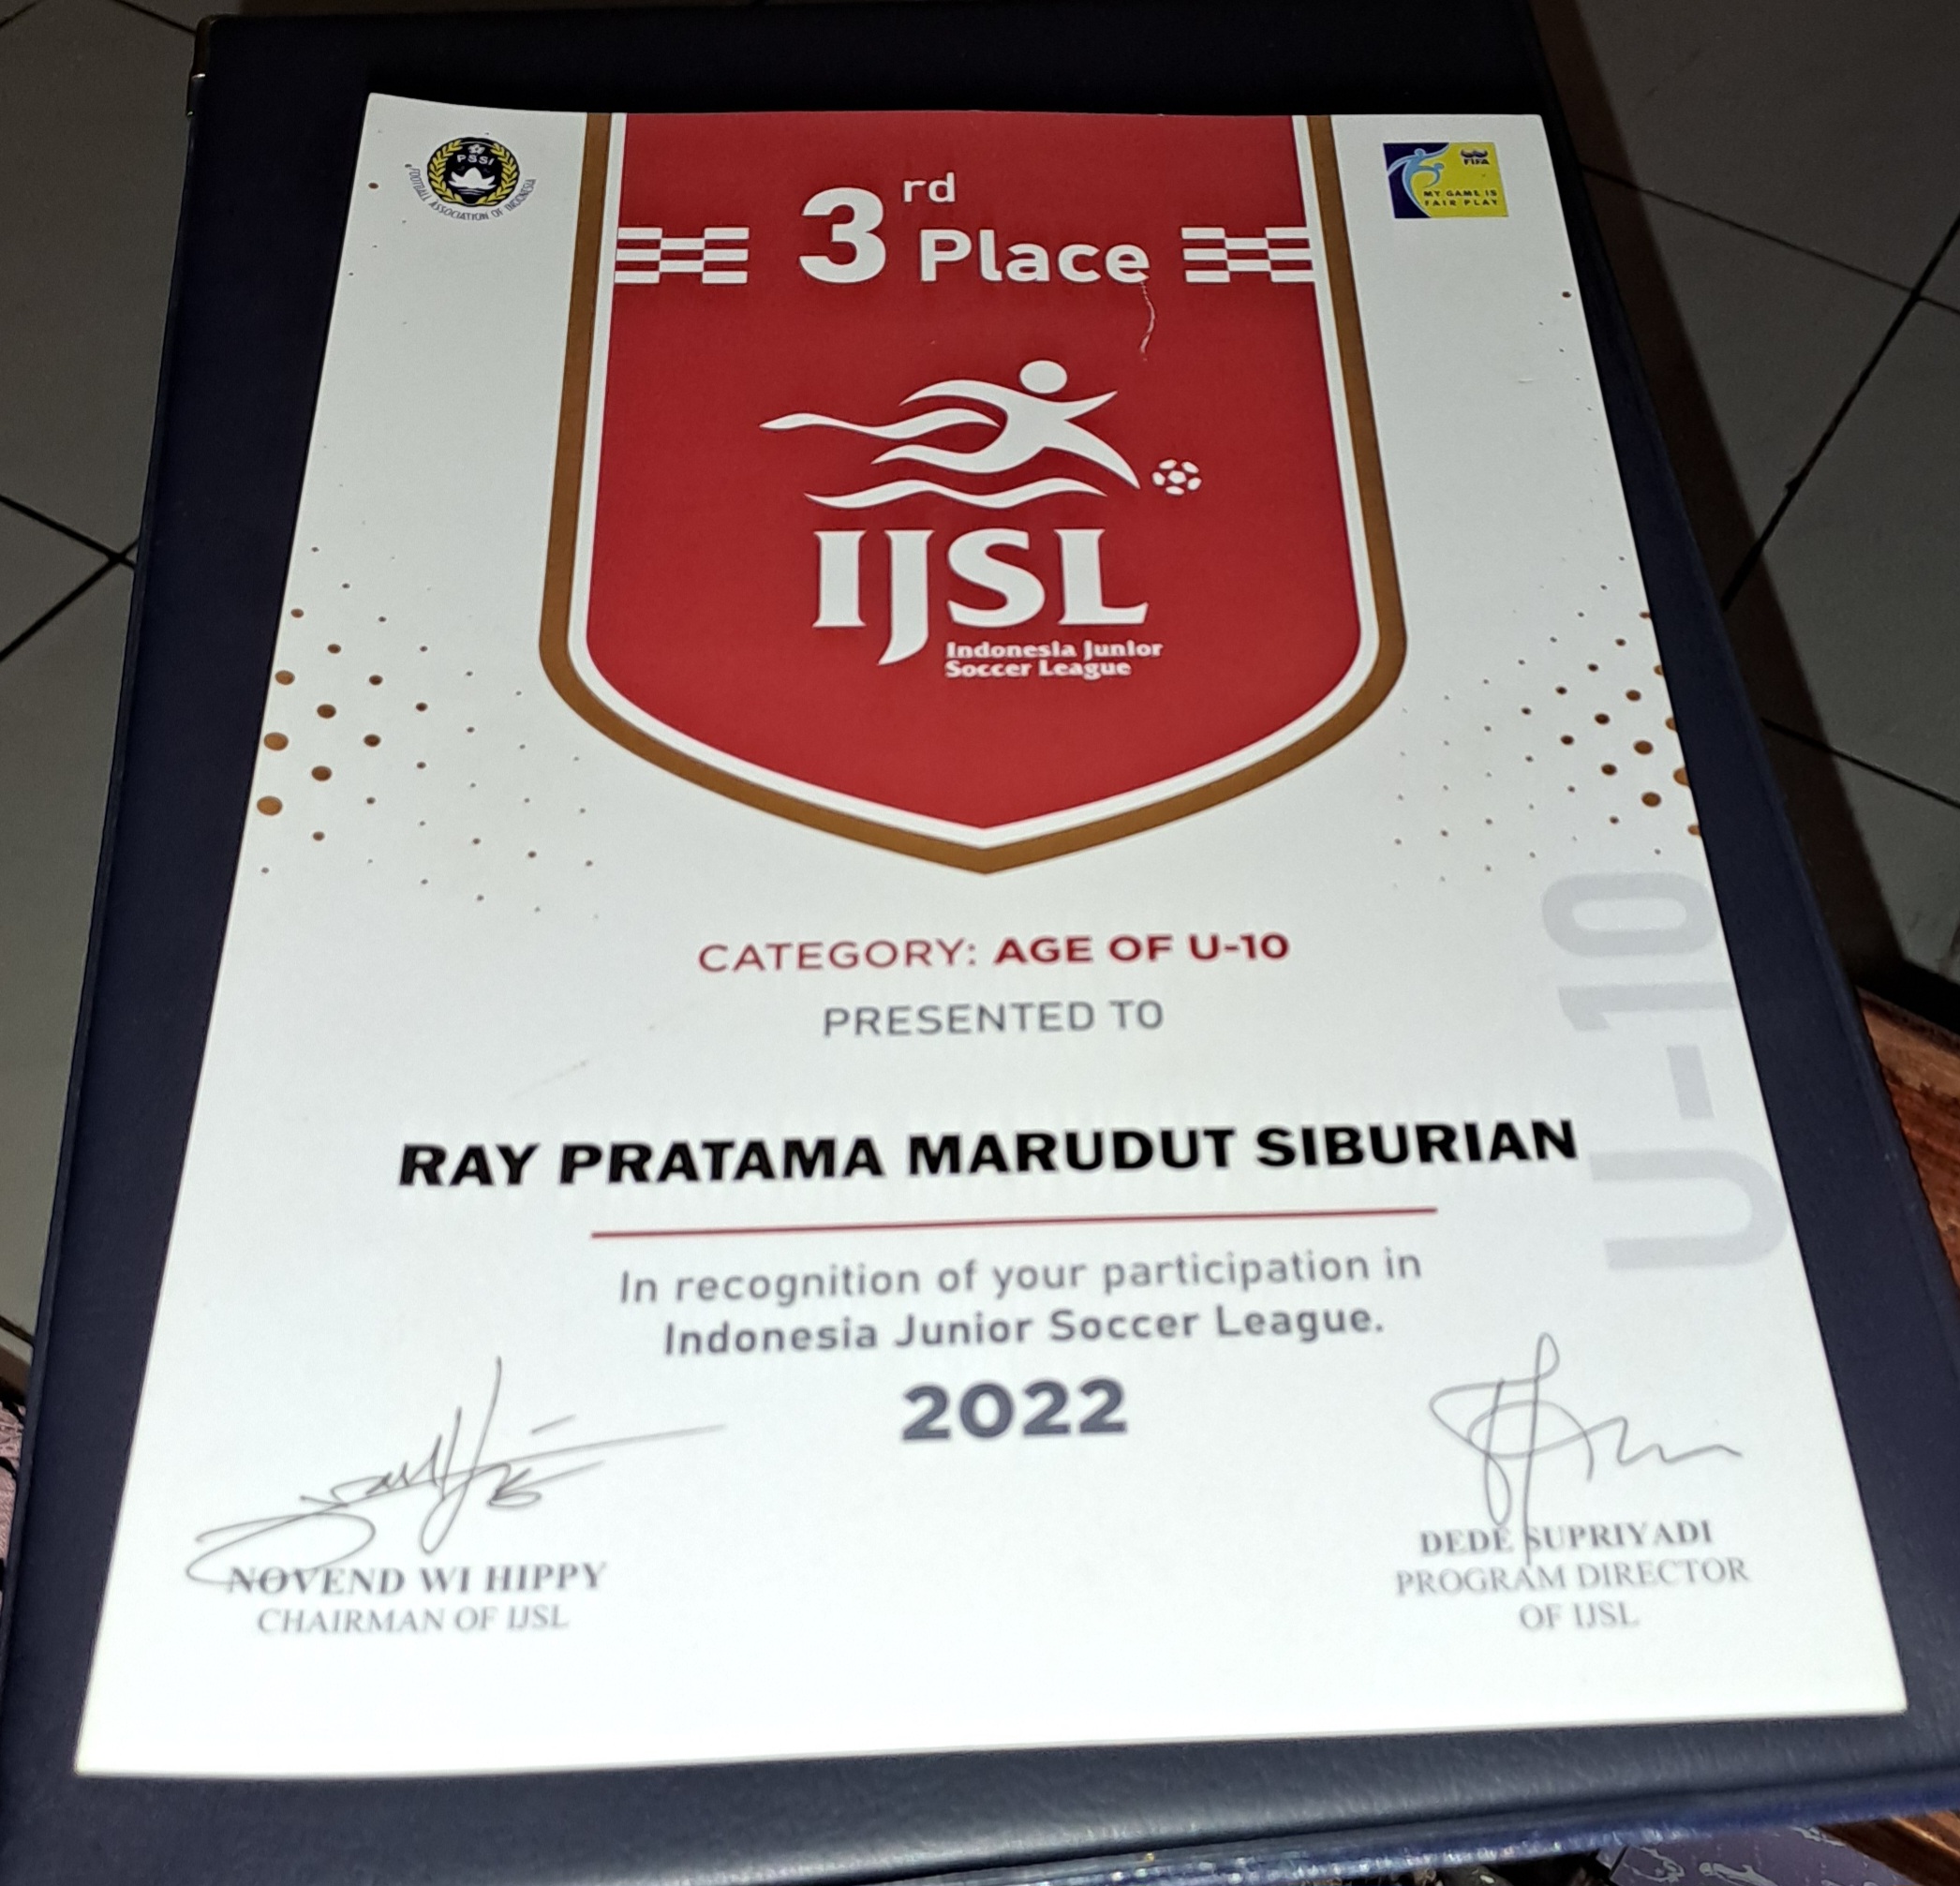 PSSI
FOOTBALL ASSOCIATION OF INDONESIA
FIFA
MY GAME IS
FAIR PLAY
3rd Place
IJSL
Indonesia Junior
Soccer League
CATEGORY: AGE OF U-10
PRESENTED TO
U-10
RAY PRATAMA MARUDUT SIBURIAN
In recognition of your participation in
Indonesia Junior Soccer League.
2022
NOVEND WI HIPPY
CHAIRMAN OF IJSL
DEDE SUPRIYADI
PROGRAM DIRECTOR
OF IJSL